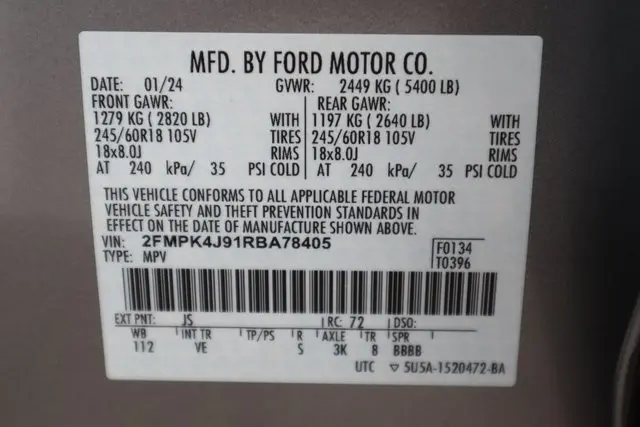 MFD. BY FORD MOTOR CO.
DATE: 01/24 GVWR: 2449 KG ( 5400 LB)
FRONT GAWR: REAR GAWR:
1279 KG ( 2820 LB) WITH 1197 KG ( 2640 LB) WITH
245/60R18 105V TIRES 245/60R18 105V TIRES
18x8.0J RIMS 18x8.0J RIMS
AT 240 kPa/ 35 PSI COLD AT 240 kPa/ 35 PSI COLD
THIS VEHICLE CONFORMS TO ALL APPLICABLE FEDERAL MOTOR
VEHICLE SAFETY AND THEFT PREVENTION STANDARDS IN
EFFECT ON THE DATE OF MANUFACTURE SHOWN ABOVE.
VIN: 2FMPK4J91RBA78405 F0134
TYPE: MPV T0396
EXT PNT: JS RC: 72 DSO:
WB INT TR TP/PS R AXLE TR SPR
112 VE S 3K 8 BBBB
UTC ▽ 5U5A-1520472-BA